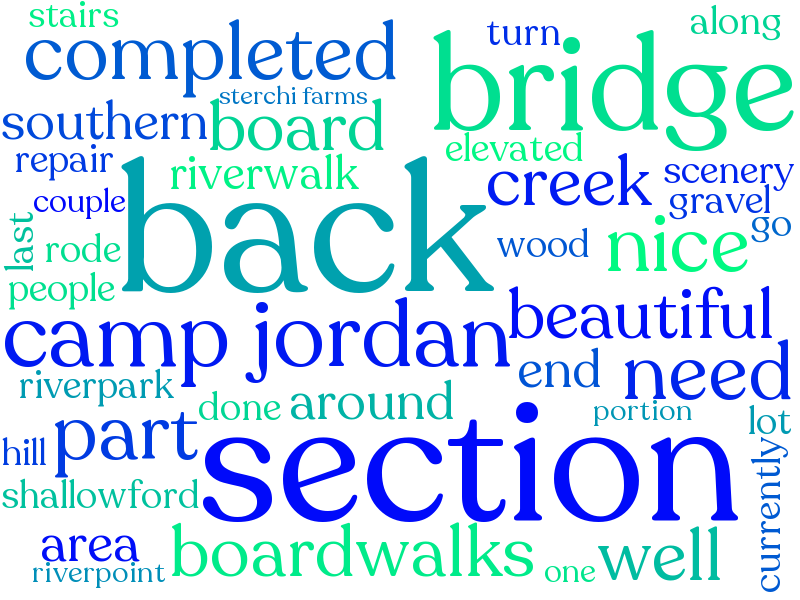 stairs
completed
turn
along
bridge
sterchi farms
southern
board
elevated
repair
riverwalk
creek
scenery
couple
back
gravel
last
rode
wood
nice
go
people
camp jordan
beautiful
riverpark
end
need
done
around
portion
lot
hill
part
section
currently
shallowford
area
boardwalks
well
riverpoint
one